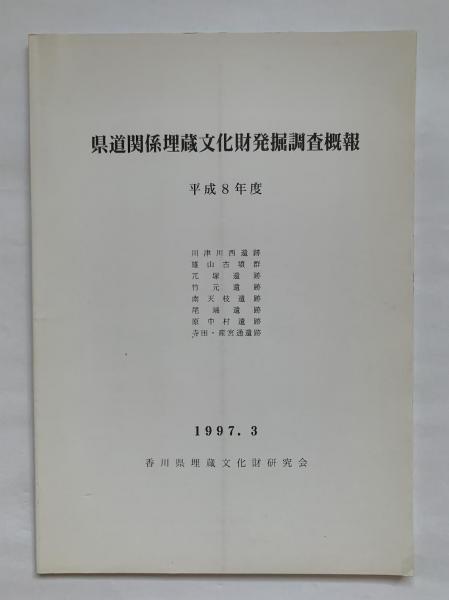 県道関係埋蔵文化財発掘調査概報
平成8年度
川津川西遺跡
雄山古墳群
兀塚遺跡
竹元遺跡
南天枝遺跡
尾端遺跡
原中村遺跡
寺田・産宮通遺跡
1997.3
香川県埋蔵文化財研究会